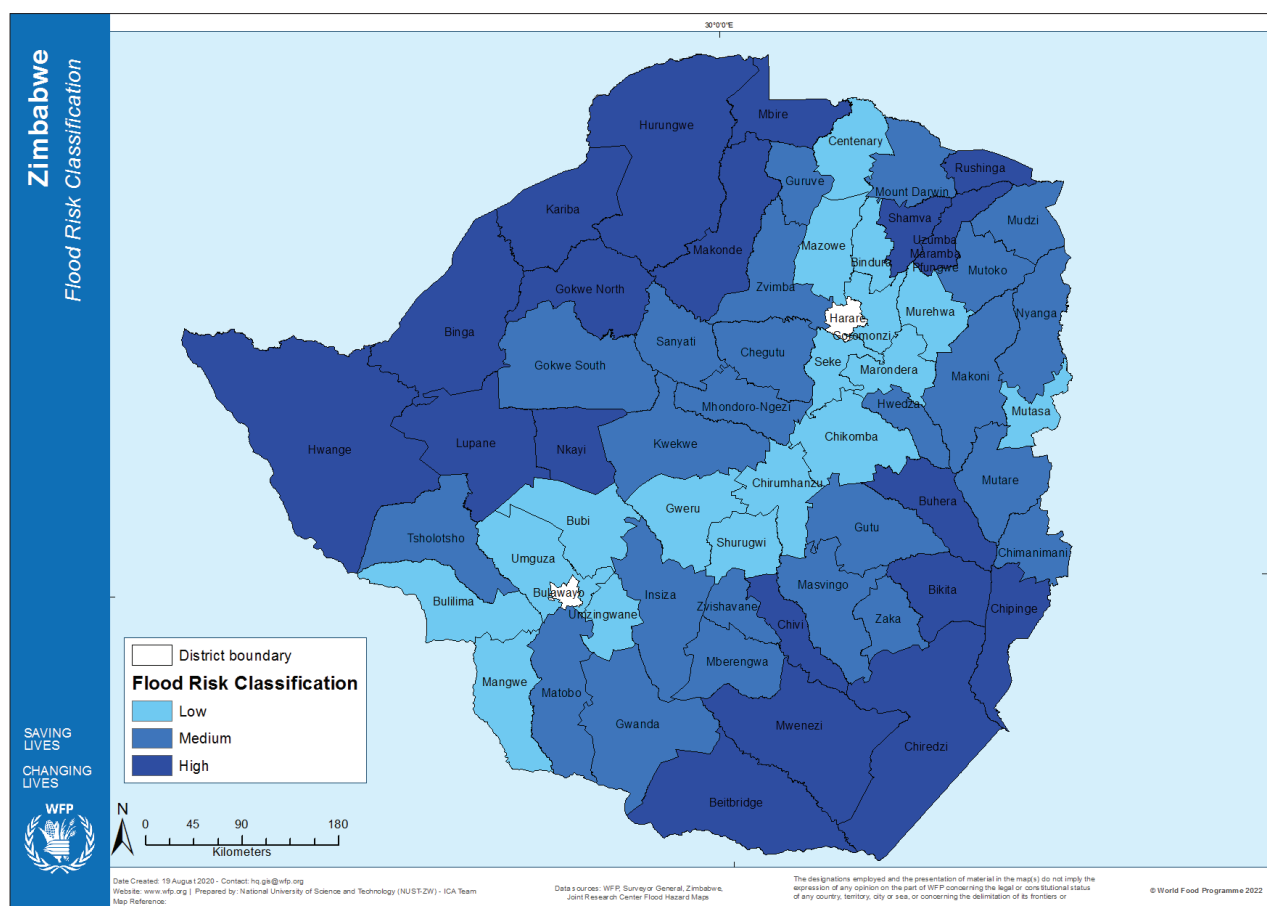 Zimbabwe
Flood Risk Classification
30°0'0"E
Mbire
Hurungwe
Centenary
Rushinga
Guruve
Mount Darwin
Kariba
Shamva
Mudzi
Makonde
Mazowe
Uzumba
Maramba
Pfungwe
Bindura
Mutoko
Gokwe North
Zvimba
Harare
Murehwa
Nyanga
Binga
Goromonzi
Sanyati
Chegutu
Seke
Marondera
Gokwe South
Makoni
Mhondoro-Ngezi
Hwedza
Mutasa
Hwange
Lupane
Nkayi
Kwekwe
Chikomba
Chirumhanzu
Mutare
Buhera
Gweru
Bubi
Gutu
Tsholotsho
Shurugwi
Chimanimani
Umguza
Masvingo
Bulawayo
Insiza
Bikita
Bulilima
Zvishavane
Chipinge
Umzingwane
Zaka
Chivi
Mberengwa
Mangwe
Matobo
Gwanda
Mwenezi
Chiredzi
Beitbridge
District boundary
Flood Risk Classification
Low
Medium
High
SAVING
LIVES
CHANGING
LIVES
WFP
N
0 45 90 180
Kilometers
Date Created: 19 August 2020 - Contact: hq.gis@wfp.org
Website: www.wfp.org | Prepared by: National University of Science and Technology (NUST-ZW) - ICA Team
Map Reference:
Data sources: WFP, Surveyor General, Zimbabwe,
Joint Research Center Flood Hazard Maps
The designations employed and the presentation of material in the map(s) do not imply the
expression of any opinion on the part of WFP concerning the legal or constitutional status
of any country, territory, city or sea, or concerning the delimitation of its frontiers or
© World Food Programme 2022